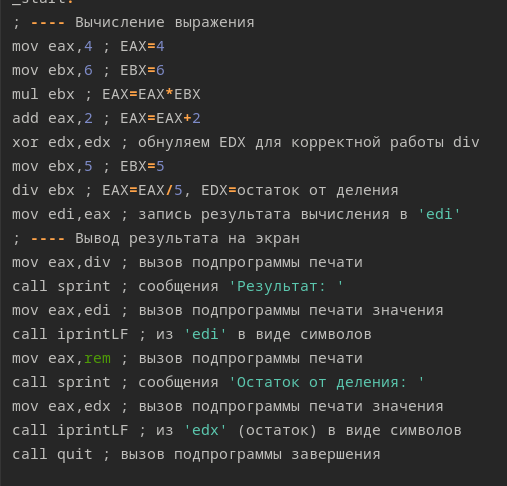 _start:
; ---- Вычисление выражения
mov eax,4 ; EAX=4
mov ebx,6 ; EBX=6
mul ebx ; EAX=EAX*EBX
add eax,2 ; EAX=EAX+2
xor edx,edx ; обнуляем EDX для корректной работы div
mov ebx,5 ; EBX=5
div ebx ; EAX=EAX/5, EDX=остаток от деления
mov edi,eax ; запись результата вычисления в 'edi'
; ---- Вывод результата на экран
mov eax,div ; вызов подпрограммы печати
call sprint ; сообщения 'Результат: '
mov eax,edi ; вызов подпрограммы печати значения
call iprintLF ; из 'edi' в виде символов
mov eax,rem ; вызов подпрограммы печати
call sprint ; сообщения 'Остаток от деления: '
mov eax,edx ; вызов подпрограммы печати значения
call iprintLF ; из 'edx' (остаток) в виде символов
call quit ; вызов подпрограммы завершения